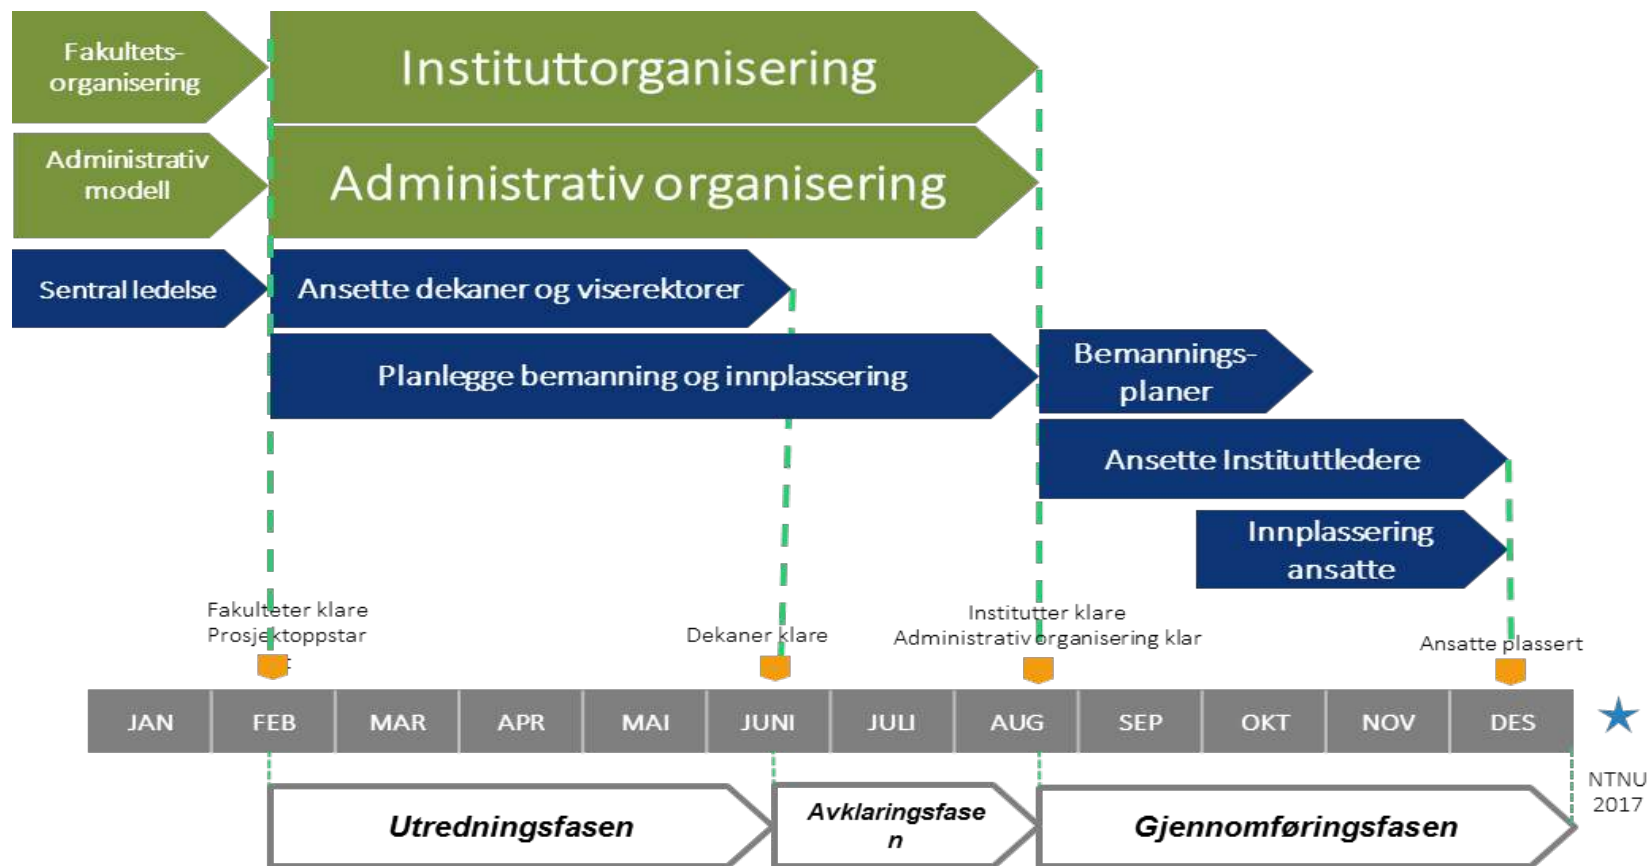 Fakultets-
organisering
Instituttorganisering
Administrativ
modell
Administrativ organisering
Sentral ledelse
Ansette dekaner og viserektorer
Planlegge bemanning og innplassering
Bemannings-
planer
Ansette Instituttledere
Innplassering
ansatte
Fakulteter klare
Prosjektoppstar
t
Dekaner klare
Institutter klare
Administrativ organisering klar
Ansatte plassert
JAN FEB MAR APR MAI JUNI JULI AUG SEP OKT NOV DES
NTNU
2017
Utredningsfasen
Avklaringsfase
n
Gjennomføringsfasen